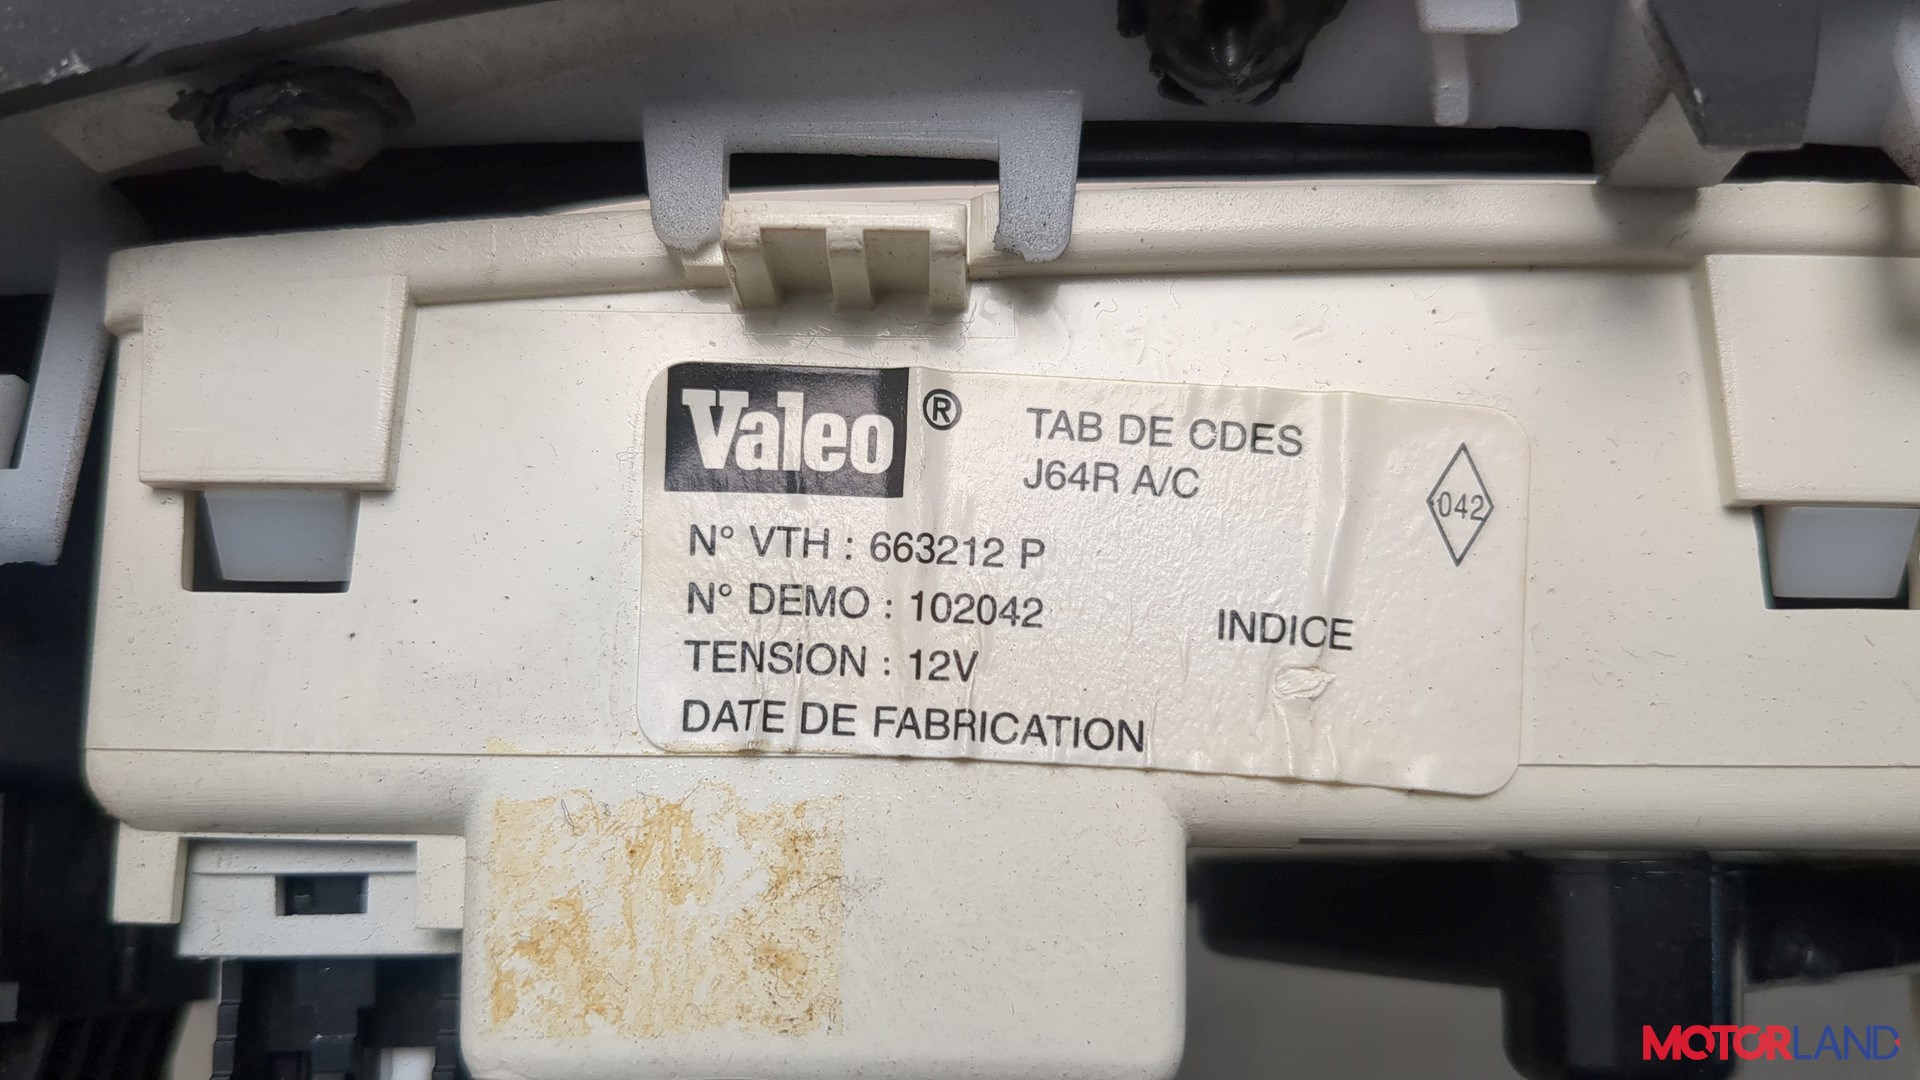 Valeo ®
TAB DE CDES
J64R A/C
042
N° VTH : 663212 P
N° DEMO : 102042
INDICE
TENSION : 12V
DATE DE FABRICATION
MOTORLAND